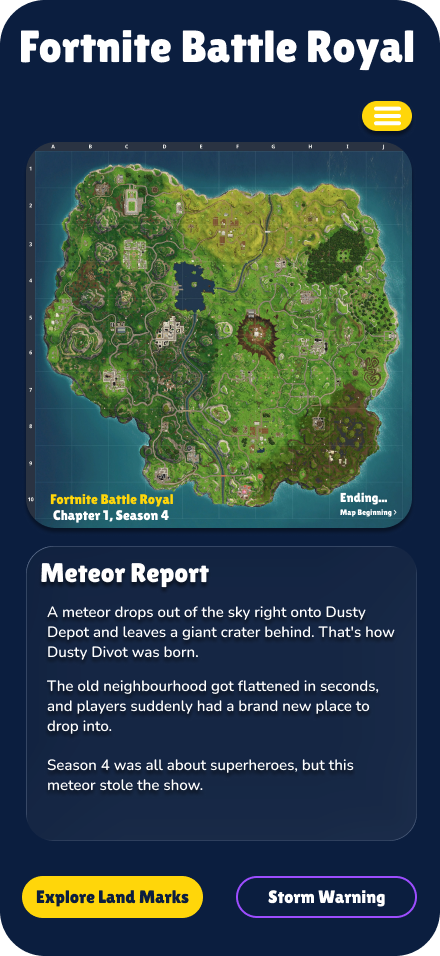 Fortnite Battle Royal
A B C D E F G H I J
1
2
3
4
5
6
7
8
9
10
Fortnite Battle Royal
Chapter 1, Season 4
Ending...
Map Beginning >
Meteor Report
A meteor drops out of the sky right onto Dusty
Depot and leaves a giant crater behind. That's how
Dusty Divot was born.
The old neighbourhood got flattened in seconds,
and players suddenly had a brand new place to
drop into.
Season 4 was all about superheroes, but this
meteor stole the show.
Explore Land Marks
Storm Warning